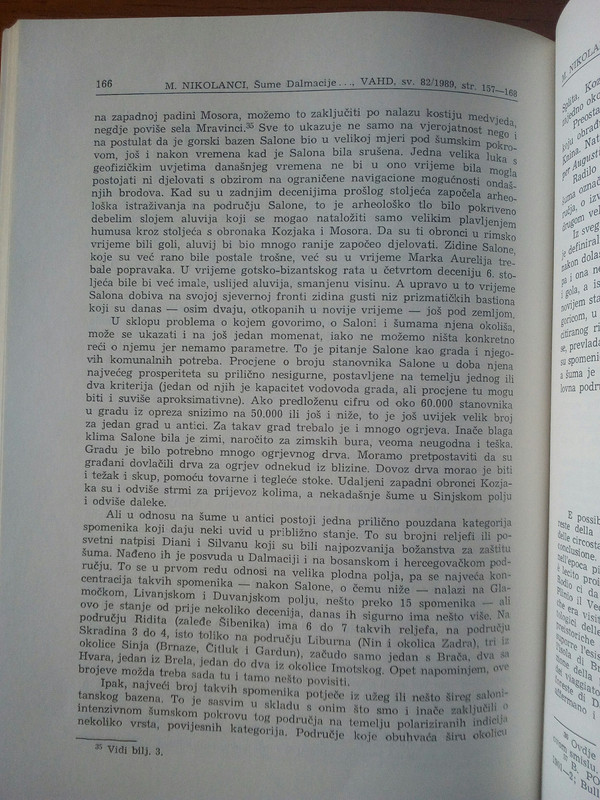 166
M. NIKOLANCI, Šume Dalmacije . . ., VAHD, sv. 82/1989, str. 157—168
na zapadnoj padini Mosora, možemo to zaključiti po nalazu kostiju medvjeda,
negdje poviše sela Mravinci.³⁵ Sve to ukazuje ne samo na vjerojatnost nego i
na postulat da je gorski bazen Salone bio u velikoj mjeri pod šumskim pokro-
vom, još i nakon vremena kad je Salona bila srušena. Jedna velika luka s
geofizičkim uvjetima današnjeg vremena ne bi u ono vrijeme bila mogla
postojati ni djelovati s obzirom na ograničene navigacione mogućnosti ondaš-
njih brodova. Kad su u zadnjim decenijima prošlog stoljeća započela arheo-
loška istraživanja na području Salone, to je arheološko tlo bilo pokriveno
debelim slojem aluvija koji se mogao nataložiti samo velikim plavljenjem
humusa kroz stoljeća s obronaka Kozjaka i Mosora. Da su ti obronci u rimsko
vrijeme bili goli, aluvij bi bio mnogo ranije započeo djelovati. Zidine Salone,
koje su već rano bile postale trošne, već su u vrijeme Marka Aurelija tre-
bale popravaka. U vrijeme gotsko-bizantskog rata u četvrtom deceniju 6. sto-
ljeća bile bi već imale, uslijed aluvija, smanjenu visinu. A upravo u to vrijeme
Salona dobiva na svojoj sjevernoj fronti zidina gusti niz prizmatičkih bastiona
koji su danas — osim dvaju, otkopanih u novije vrijeme — još pod zemljom.
U sklopu problema o kojem govorimo, o Saloni i šumama njena okoliša,
može se ukazati i na još jedan momenat, iako ne možemo ništa konkretno
reći o njemu jer nemamo parametre. To je pitanje Salone kao grada i njego-
vih komunalnih potreba. Procjene o broju stanovnika Salone u doba njena
najvećeg prosperiteta su prilično nesigurne, postavljene na temelju jednog ili
dva kriterija (jedan od njih je kapacitet vodovoda grada, ali procjene tu mogu
biti i suviše aproksimativne). Ako predloženu cifru od oko 60.000 stanovnika
u gradu iz opreza snizimo na 50.000 ili još i niže, to je još uvijek velik broj
za jedan grad u antici. Za takav grad trebalo je i mnogo ogrjeva. Inače blaga
klima Salone bila je zimi, naročito za zimskih bura, veoma neugodna i teška.
Gradu je bilo potrebno mnogo ogrjevnog drva. Moramo pretpostaviti da su
građani dovlačili drva za ogrjev odnekud iz blizine. Dovoz drva morao je biti
i težak i skup, pomoću tovarne i tegleće stoke. Udaljeni zapadni obronci Kozja-
ka su i odviše strmi za prijevoz kolima, a nekadašnje šume u Sinjskom polju
i odviše daleke.
Ali u odnosu na šume u antici postoji jedna prilično pouzdana kategorija
spomenika koji daju neki uvid u približno stanje. To su brojni reljefi ili po-
svetni natpisi Diani i Silvanu koji su bili najpozvanija božanstva za zaštitu
šuma. Nađeno ih je posvuda u Dalmaciji i na bosanskom i hercegovačkom pod-
ručju. To se u prvom redu odnosi na velika plodna polja, pa se najveća kon-
centracija takvih spomenika — nakon Salone, o čemu niže — nalazi na Gla-
močkom, Livanjskom i Duvanjskom polju, nešto preko 15 spomenika — ali
ovo je stanje od prije nekoliko decenija, danas ih sigurno ima nešto više. Na
području Ridita (zaleđe Šibenika) ima 6 do 7 takvih reljefa, na području
Skradina 3 do 4, isto toliko na području Liburna (Nin i okolica Zadra), tri iz
okolice Sinja (Brnaze, Čitluk i Gardun), začudo samo jedan s Brača, dva sa
Hvara, jedan iz Brela, jedan do dva iz okolice Imotskog. Opet napominjem, ove
brojeve možda treba sada tu i tamo nešto povisiti.
Ipak, najveći broj takvih spomenika potječe iz užeg ili nešto šireg saloni-
tanskog bazena. To je sasvim u skladu s onim što smo i inače zaključili o
intenzivnom šumskom pokrovu tog područja na temelju polariziranih indicija
nekoliko vrsta, povijesnih kategorija. Područje koje obuhvaća širu okolicu
³⁵ Vidi bilj. 3.